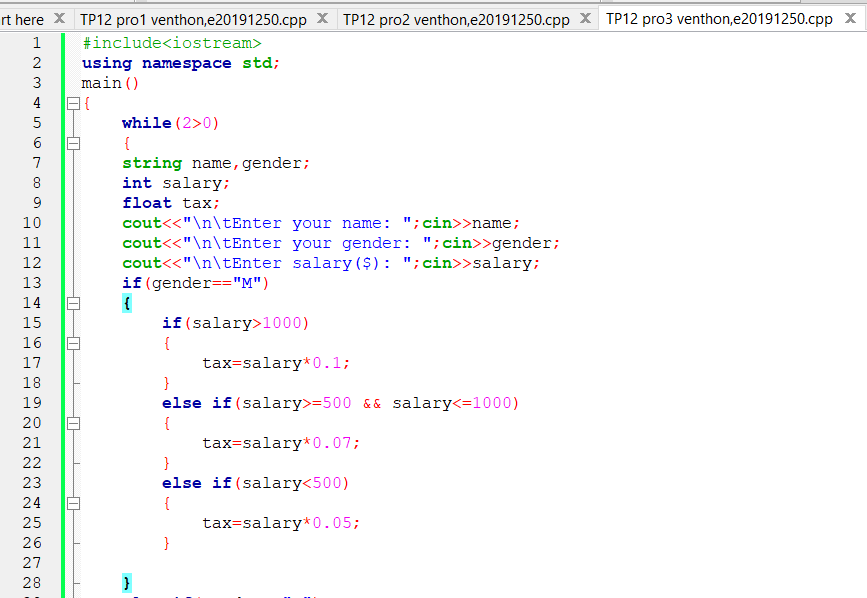 rt here X TP12 pro1 venthon,e20191250.cpp X TP12 pro2 venthon,e20191250.cpp X TP12 pro3 venthon,e20191250.cpp X
1 #include<iostream>
2 using namespace std;
3 main()
4 {
5 while(2>0)
6 {
7 string name,gender;
8 int salary;
9 float tax;
10 cout<<"\n\tEnter your name: ";cin>>name;
11 cout<<"\n\tEnter your gender: ";cin>>gender;
12 cout<<"\n\tEnter salary($): ";cin>>salary;
13 if(gender=="M")
14 {
15 if(salary>1000)
16 {
17 tax=salary*0.1;
18 }
19 else if(salary>=500 && salary<=1000)
20 {
21 tax=salary*0.07;
22 }
23 else if(salary<500)
24 {
25 tax=salary*0.05;
26 }
27
28 }